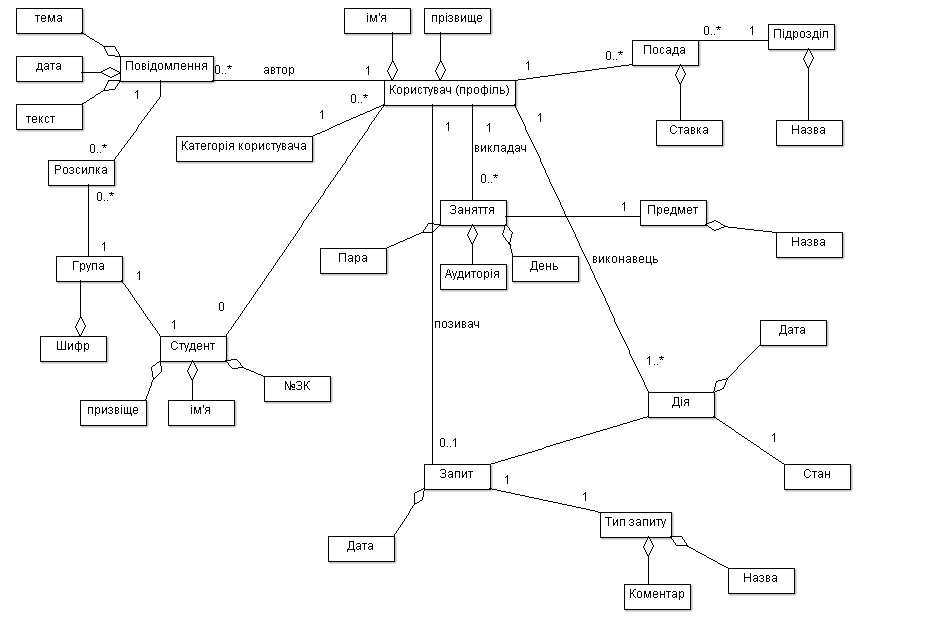 тема
ім'я
прізвище
Підрозділ
0..*
1
Посада
дата
Повідомлення
0..*
автор
1
1
0..*
Користувач (профіль)
1
0..*
текст
1
1
1
1
Ставка
Назва
Категорія користувача
0..*
викладач
Розсилка
0..*
0..*
Заняття
1
Предмет
Назва
1
Пара
Аудиторія
День
виконавець
Група
1
0
позивач
1
Дата
Шифр
Студент
1..*
№ЗК
призвіще
ім'я
Дія
0..1
1
Запит
1
Стан
1
Тип запиту
Дата
Назва
Коментар